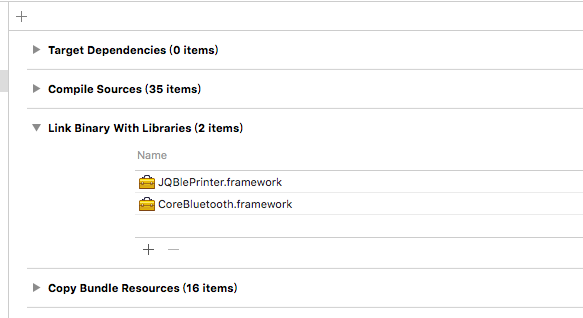 Target Dependencies (0 items)
Compile Sources (35 items)
Link Binary With Libraries (2 items)
Name
JQBlePrinter.framework
CoreBluetooth.framework
Copy Bundle Resources (16 items)